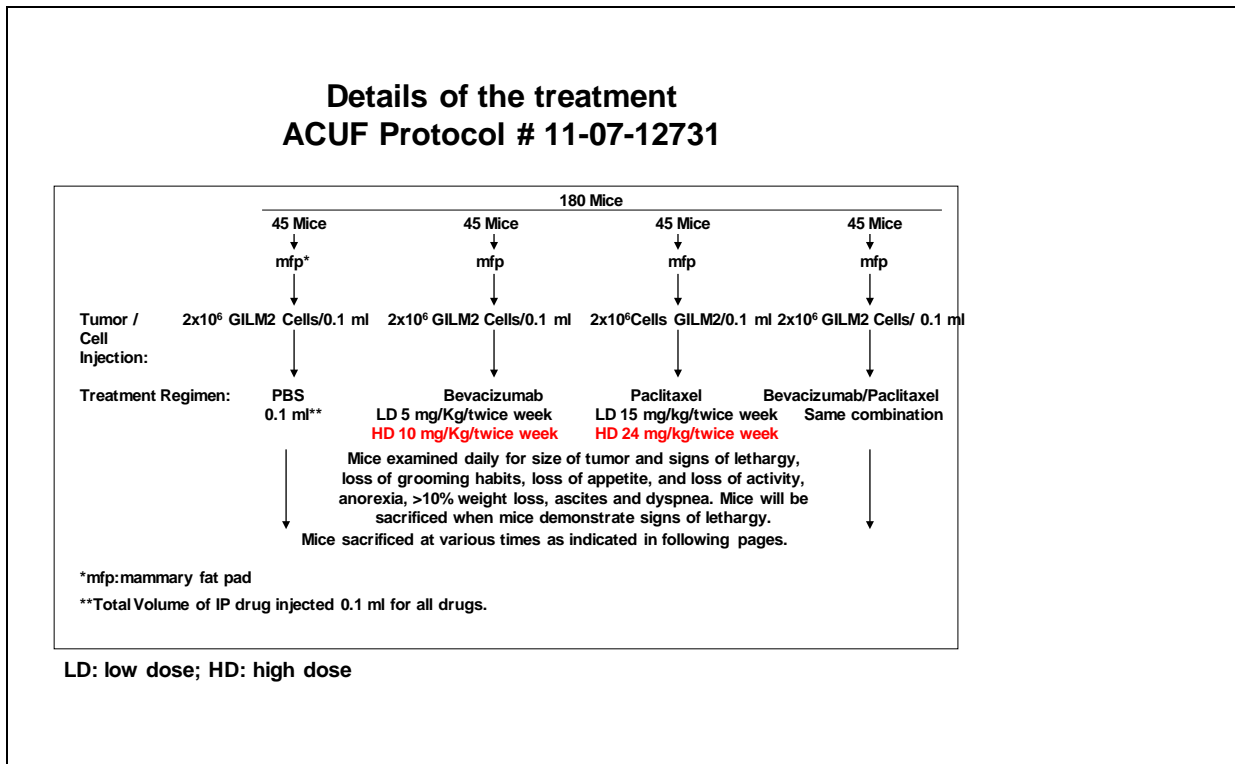 Details of the treatment
ACUF Protocol # 11-07-12731
180 Mice
45 Mice 45 Mice 45 Mice 45 Mice
mfp* mfp mfp mfp
Tumor / 2x10⁶ GILM2 Cells/0.1 ml 2x10⁶ GILM2 Cells/0.1 ml 2x10⁶Cells GILM2/0.1 ml 2x10⁶ GILM2 Cells/ 0.1 ml
Cell
Injection:
Treatment Regimen: PBS Bevacizumab Paclitaxel Bevacizumab/Paclitaxel
0.1 ml** LD 5 mg/Kg/twice week LD 15 mg/kg/twice week Same combination
HD 10 mg/Kg/twice week HD 24 mg/kg/twice week
Mice examined daily for size of tumor and signs of lethargy,
loss of grooming habits, loss of appetite, and loss of activity,
anorexia, >10% weight loss, ascites and dyspnea. Mice will be
sacrificed when mice demonstrate signs of lethargy.
Mice sacrificed at various times as indicated in following pages.
*mfp:mammary fat pad
**Total Volume of IP drug injected 0.1 ml for all drugs.
LD: low dose; HD: high dose